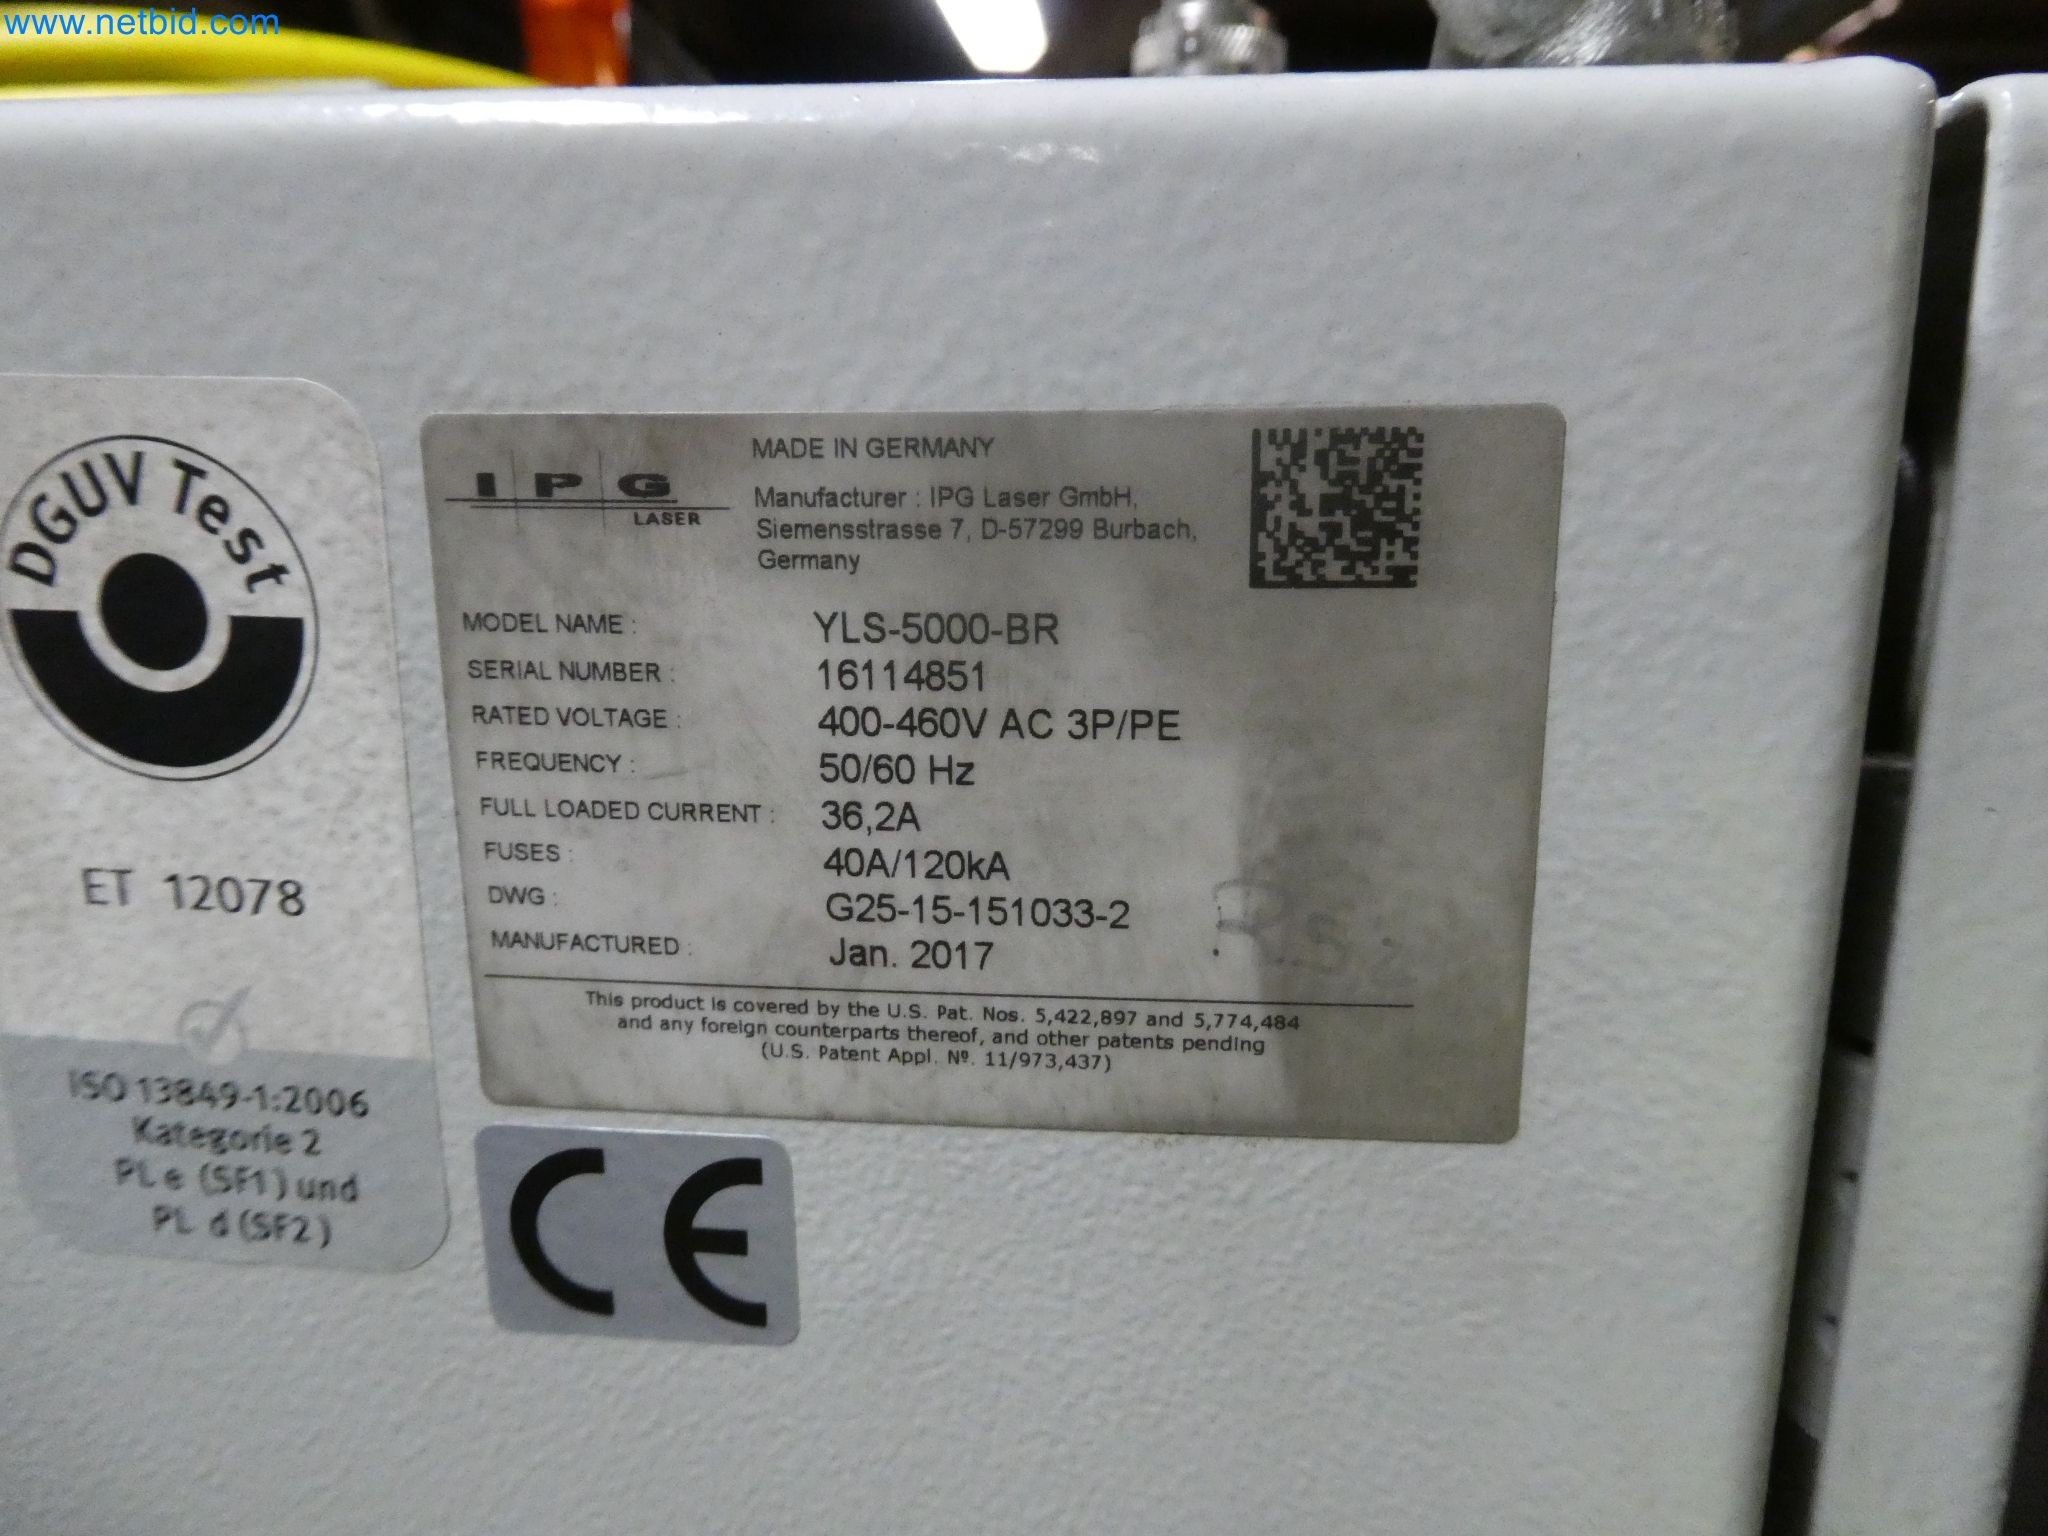 www.netbid.com
DGUV Test
ET 12078
ISO 13849-1:2006
Kategorie 2
PL e (SF1) und
PL d (SF2)
IPG
LASER
MADE IN GERMANY
Manufacturer : IPG Laser GmbH,
Siemensstrasse 7, D-57299 Burbach,
Germany
MODEL NAME : YLS-5000-BR
SERIAL NUMBER : 16114851
RATED VOLTAGE : 400-460V AC 3P/PE
FREQUENCY : 50/60 Hz
FULL LOADED CURRENT : 36,2A
FUSES : 40A/120kA
DWG : G25-15-151033-2
MANUFACTURED : Jan. 2017
This product is covered by the U.S. Pat. Nos. 5,422,897 and 5,774,484
and any foreign counterparts thereof, and other patents pending
(U.S. Patent Appl. Nº. 11/973,437)
CE